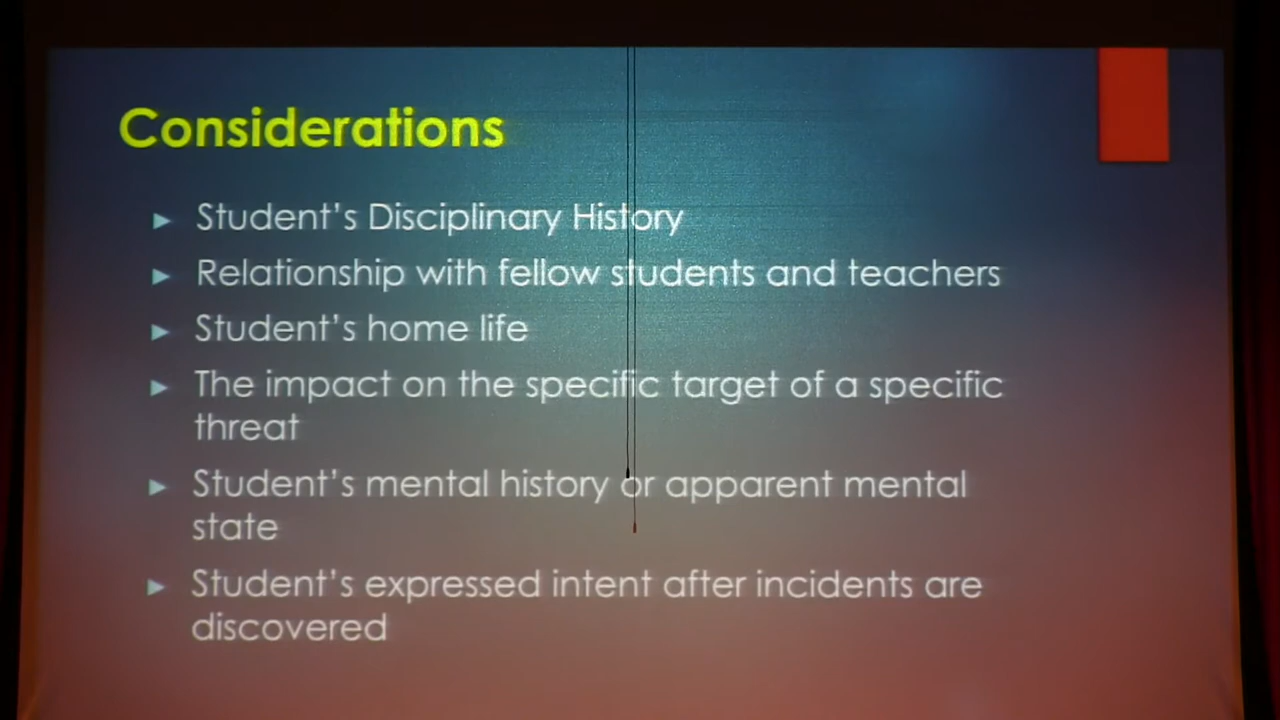 Considerations
Student's Disciplinary History
Relationship with fellow students and teachers
Student's home life
The impact on the specific target of a specific
threat
Student's mental history or apparent mental
state
Student's expressed intent after incidents are
discovered